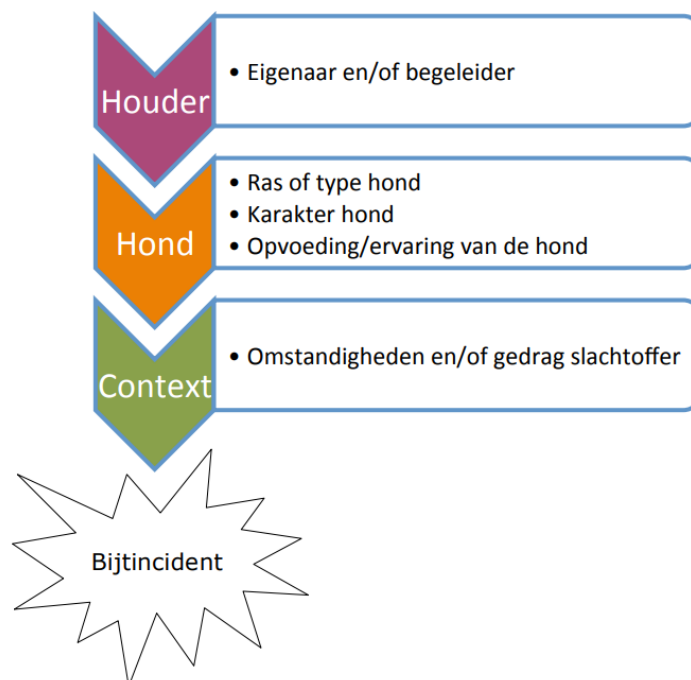 Houder
• Eigenaar en/of begeleider
Hond
• Ras of type hond
• Karakter hond
• Opvoeding/ervaring van de hond
Context
• Omstandigheden en/of gedrag slachtoffer
Bijtincident